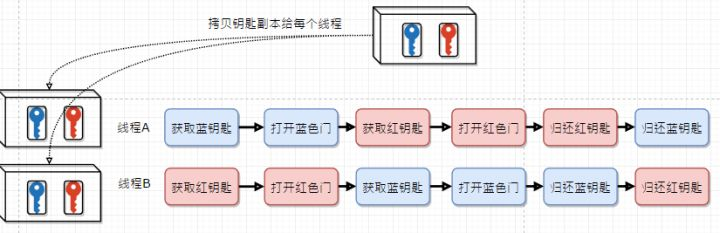 拷贝钥匙副本给每个线程
线程A
获取蓝钥匙
打开蓝色门
获取红钥匙
打开红色门
归还红钥匙
归还蓝钥匙
线程B
获取红钥匙
打开红色门
获取蓝钥匙
打开蓝色门
归还蓝钥匙
归还红钥匙